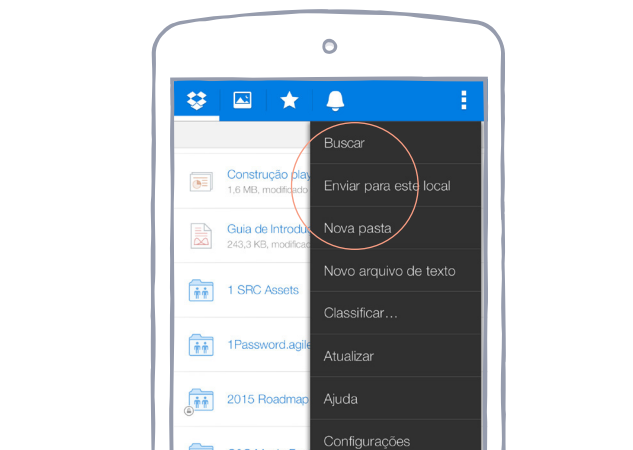 Buscar
Construção play
1,6 MB, modificado
Enviar para este local
Guia de Introdu
243,3 KB, modificad
Nova pasta
Novo arquivo de texto
1 SRC Assets
Classificar...
1Password.agile
Atualizar
2015 Roadmap
Ajuda
Configurações